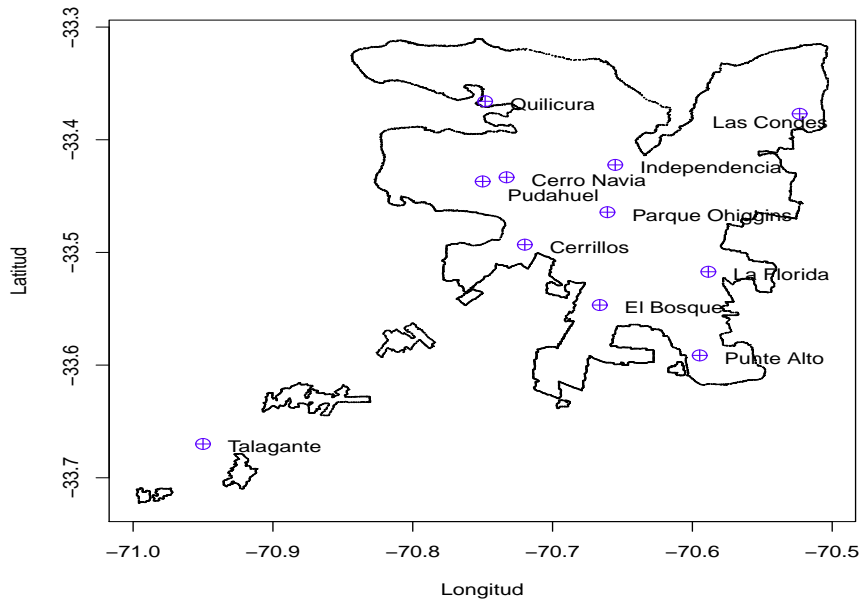 −33.3
−33.4
−33.5
−33.6
−33.7
Latitud
Quilicura
Las Condes
Independencia
Cerro Navia
Pudahuel
Parque Ohiggins
Cerrillos
La Florida
El Bosque
Punte Alto
Talagante
−71.0
−70.9
−70.8
−70.7
−70.6
−70.5
Longitud